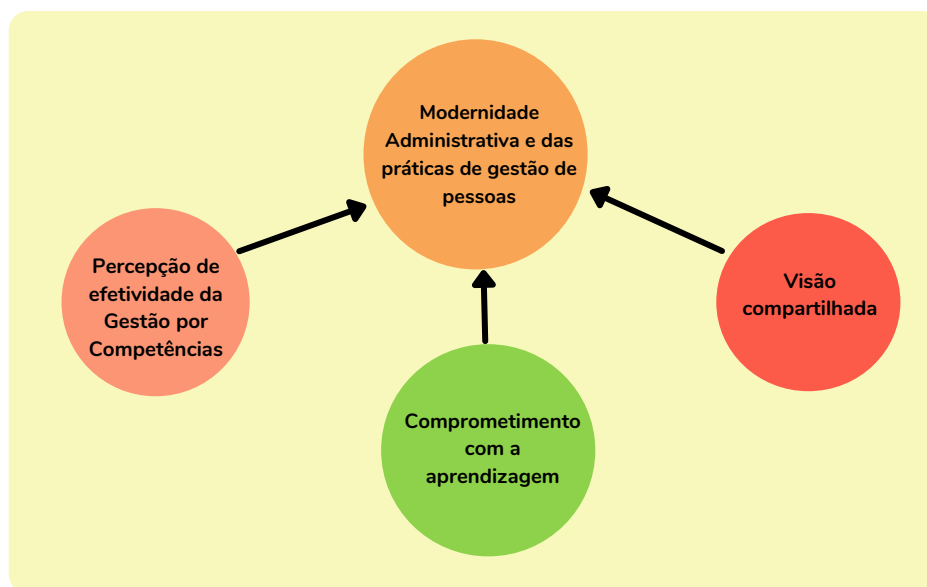 Modernidade
Administrativa e das
práticas de gestão de
pessoas
Percepção de
efetividade da
Gestão por
Competências
Visão
compartilhada
Comprometimento
com a
aprendizagem